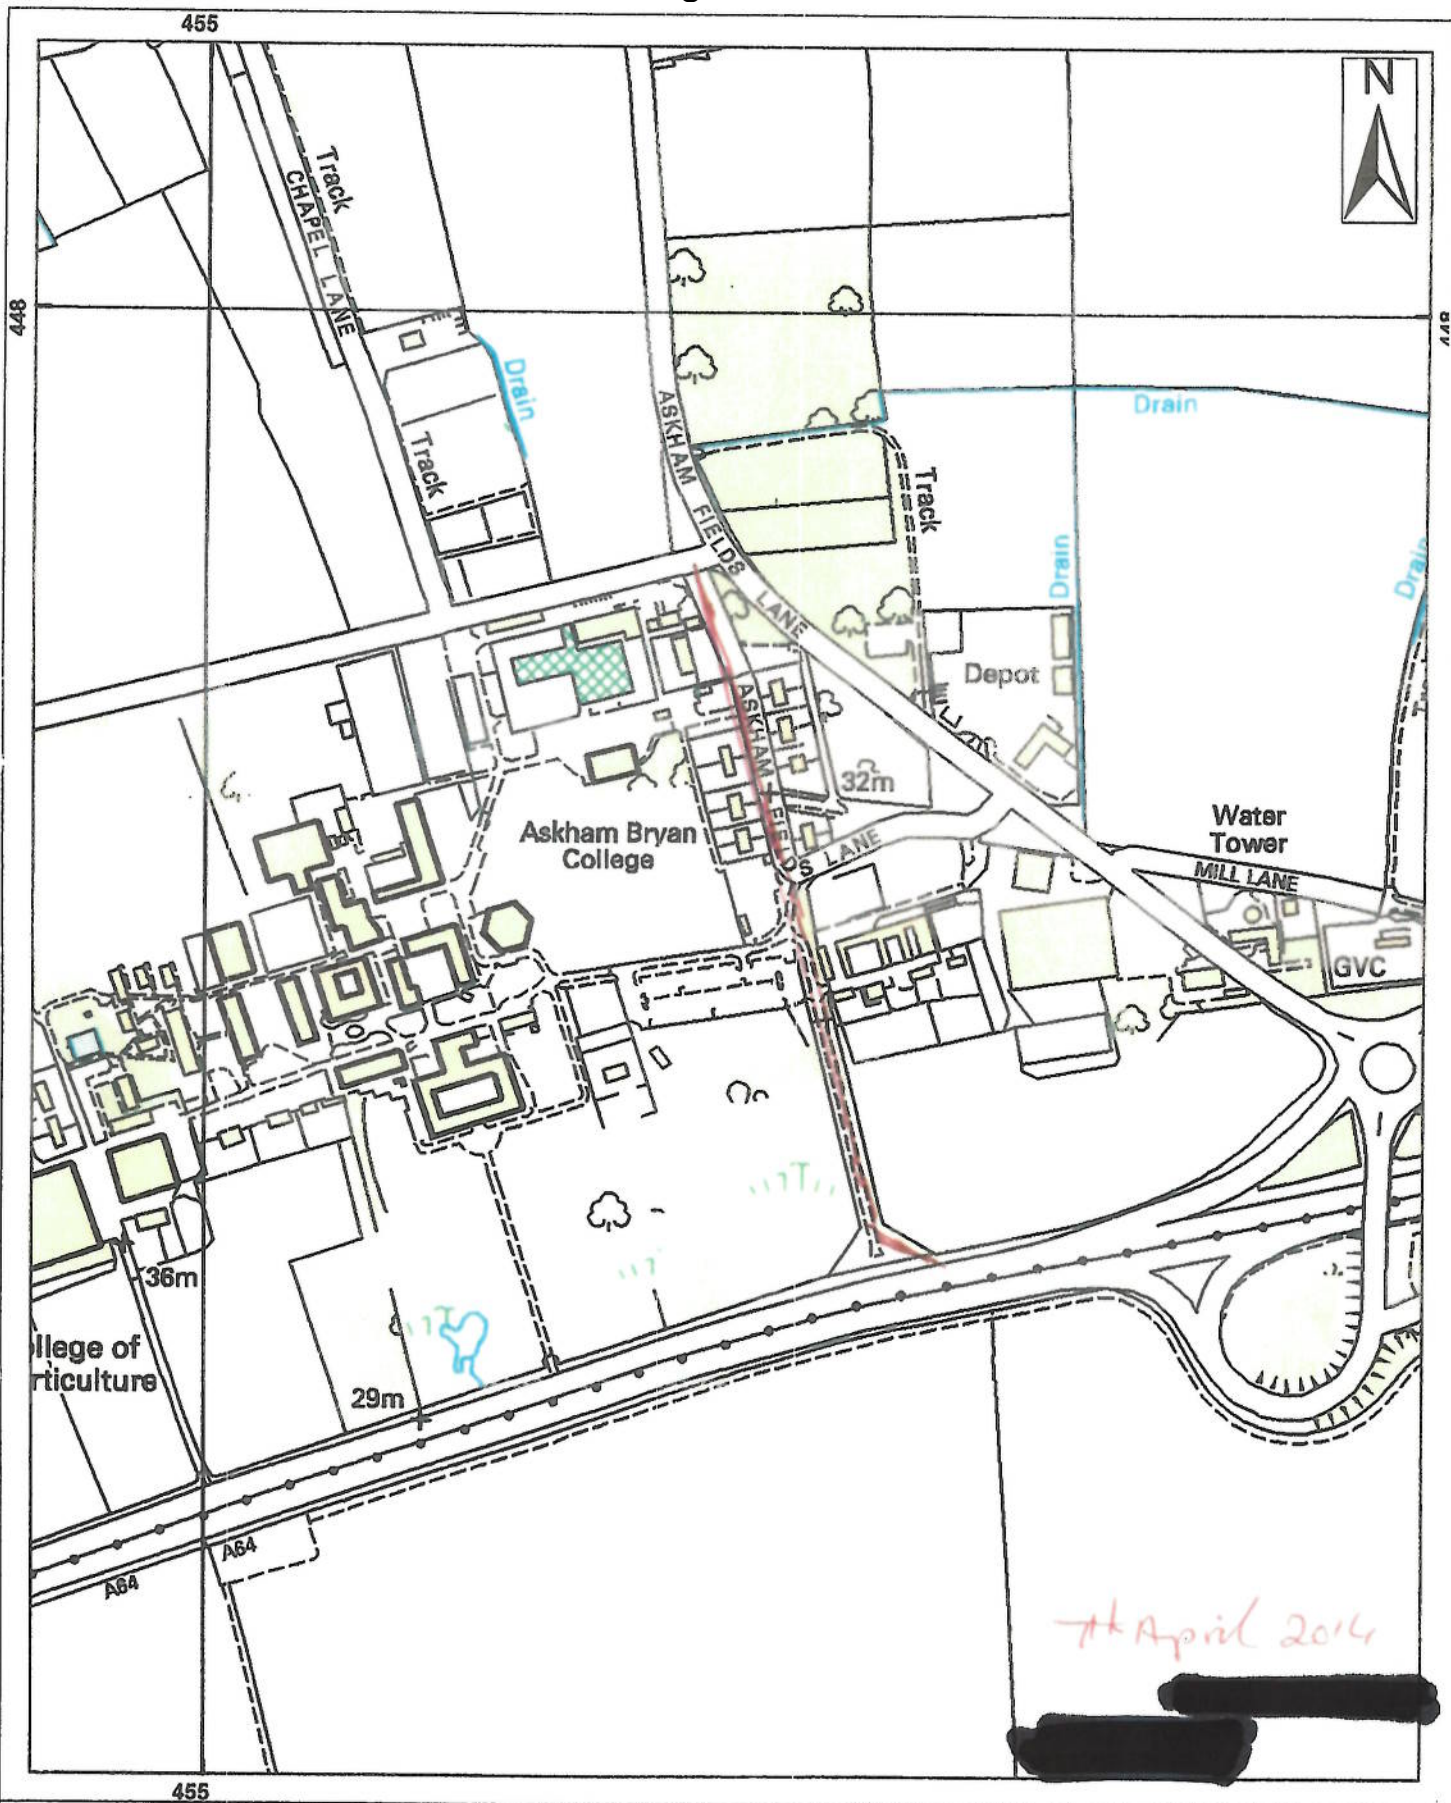 455
N
Track
CHAPEL LANE
448
448
Drain
ASKHAM FIELDS LANE
Drain
Track
Track
Drain
Drain
Depot
ASKHAM FIELDS LANE
32m
Askham Bryan
College
Water
Tower
MILL LANE
GVC
36m
llege of
rticulture
29m
A64
A64
7th April 2014
455